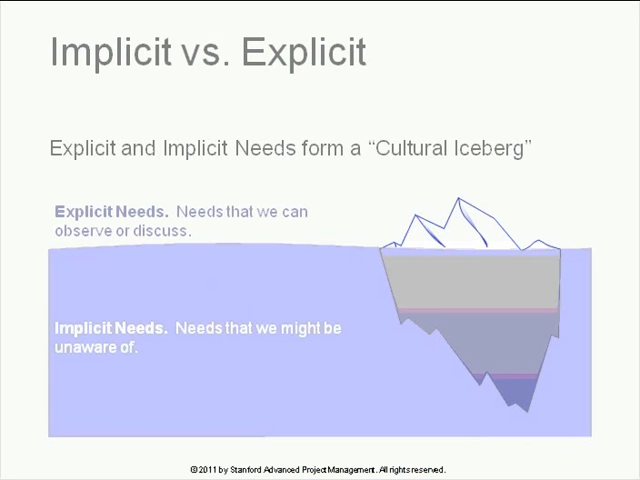 Implicit vs. Explicit
Explicit and Implicit Needs form a “Cultural Iceberg”
Explicit Needs. Needs that we can
observe or discuss.
Implicit Needs. Needs that we might be
unaware of.
© 2011 by Stanford Advanced Project Management. All rights reserved.